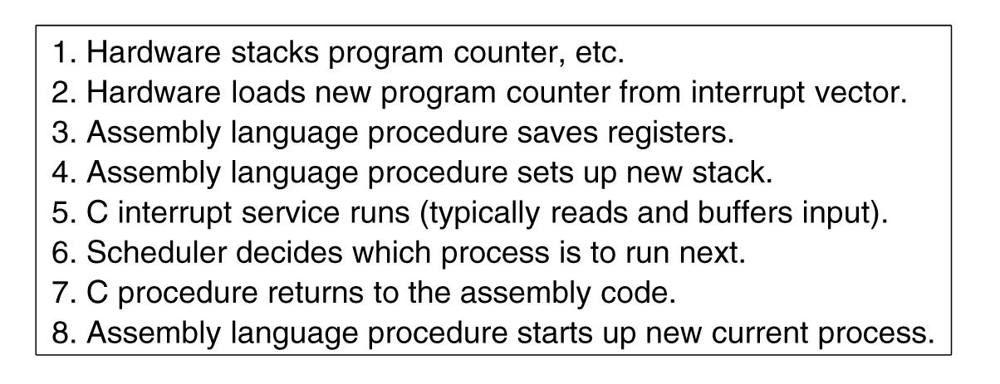 1. Hardware stacks program counter, etc.
2. Hardware loads new program counter from interrupt vector.
3. Assembly language procedure saves registers.
4. Assembly language procedure sets up new stack.
5. C interrupt service runs (typically reads and buffers input).
6. Scheduler decides which process is to run next.
7. C procedure returns to the assembly code.
8. Assembly language procedure starts up new current process.